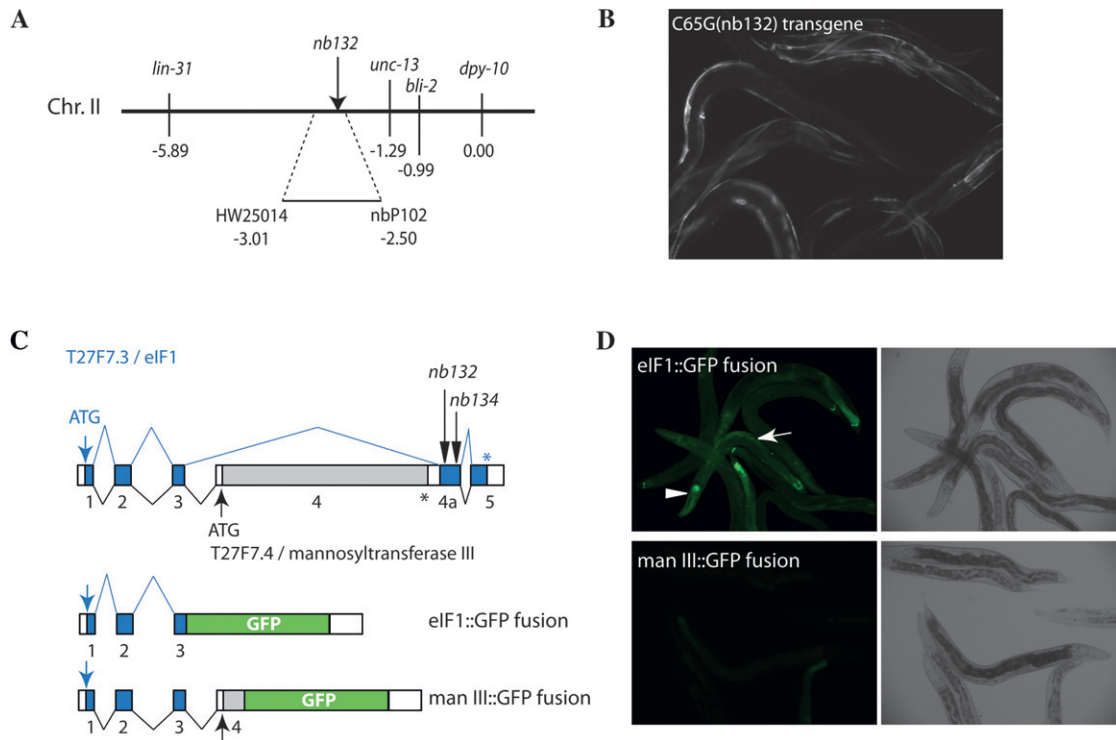 A
nb132
lin-31
unc-13
bli-2
dpy-10
Chr. II
-5.89
-1.29
-0.99
0.00
HW25014
-3.01
nbP102
-2.50
B
C65G(nb132) transgene
C
T27F7.3 / eIF1
nb132
nb134
ATG
*
*
1 2 3 4 4a 5
ATG
T27F7.4 / mannosyltransferase III
GFP
eIF1::GFP fusion
1 2 3
GFP
man III::GFP fusion
1 2 3 4
D
eIF1::GFP fusion
man III::GFP fusion